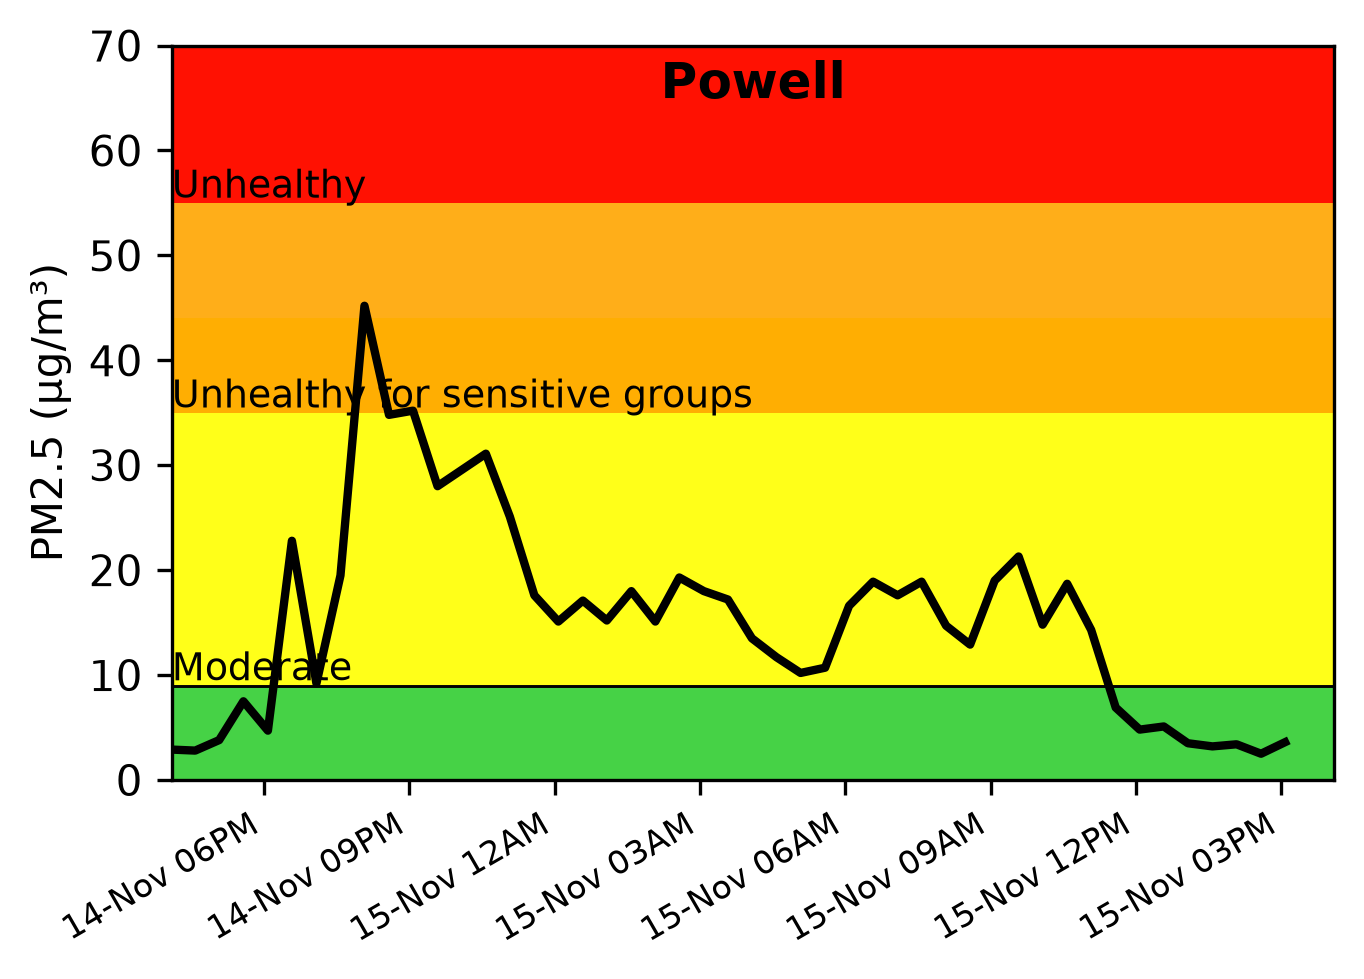 Powell
70
60
50
40
30
20
10
0
PM2.5 (µg/m³)
Unhealthy
Unhealthy for sensitive groups
Moderate
14-Nov 06PM
14-Nov 09PM
15-Nov 12AM
15-Nov 03AM
15-Nov 06AM
15-Nov 09AM
15-Nov 12PM
15-Nov 03PM